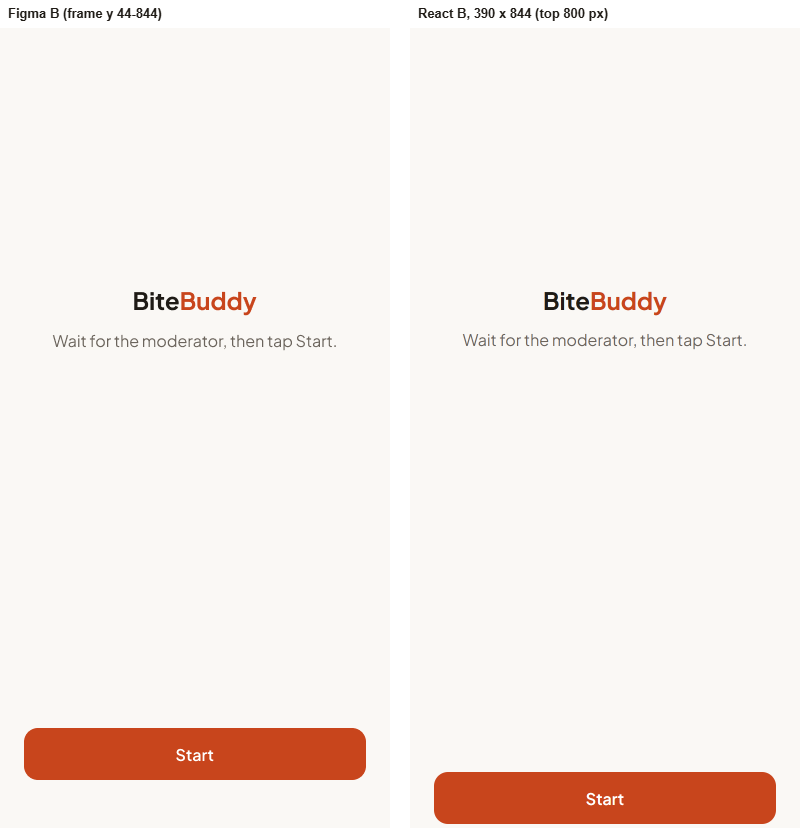 Figma B (frame y 44-844)
BiteBuddy
Wait for the moderator, then tap Start.
Start
React B, 390 x 844 (top 800 px)
BiteBuddy
Wait for the moderator, then tap Start.
Start